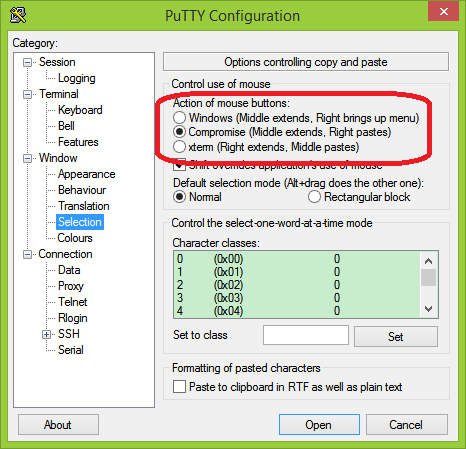 PuTTY Configuration
Category:
Session
Logging
Terminal
Keyboard
Bell
Features
Window
Appearance
Behaviour
Translation
Selection
Colours
Connection
Data
Proxy
Telnet
Rlogin
SSH
Serial
Options controlling copy and paste
Control use of mouse
Action of mouse buttons:
Windows (Middle extends, Right brings up menu)
Compromise (Middle extends, Right pastes)
xterm (Right extends, Middle pastes)
Shift overrides application's use of mouse
Default selection mode (Alt+drag does the other one):
Normal Rectangular block
Control the select-one-word-at-a-time mode
Character classes:
0 (0x00) 0
1 (0x01) 0
2 (0x02) 0
3 (0x03) 0
4 (0x04) 0
Set to class Set
Formatting of pasted characters
Paste to clipboard in RTF as well as plain text
About Open Cancel